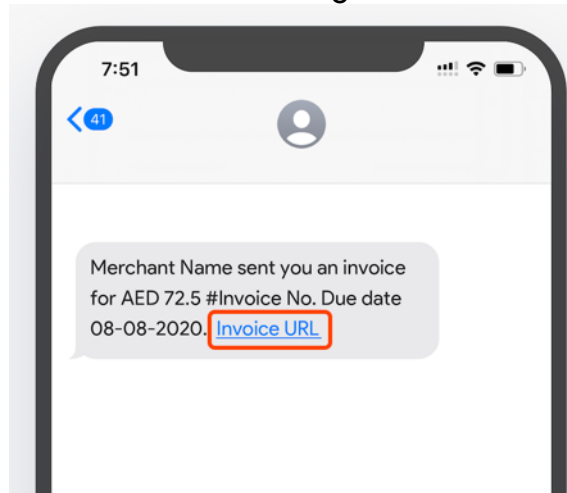 7:51
41
Merchant Name sent you an invoice
for AED 72.5 #Invoice No. Due date
08-08-2020. Invoice URL